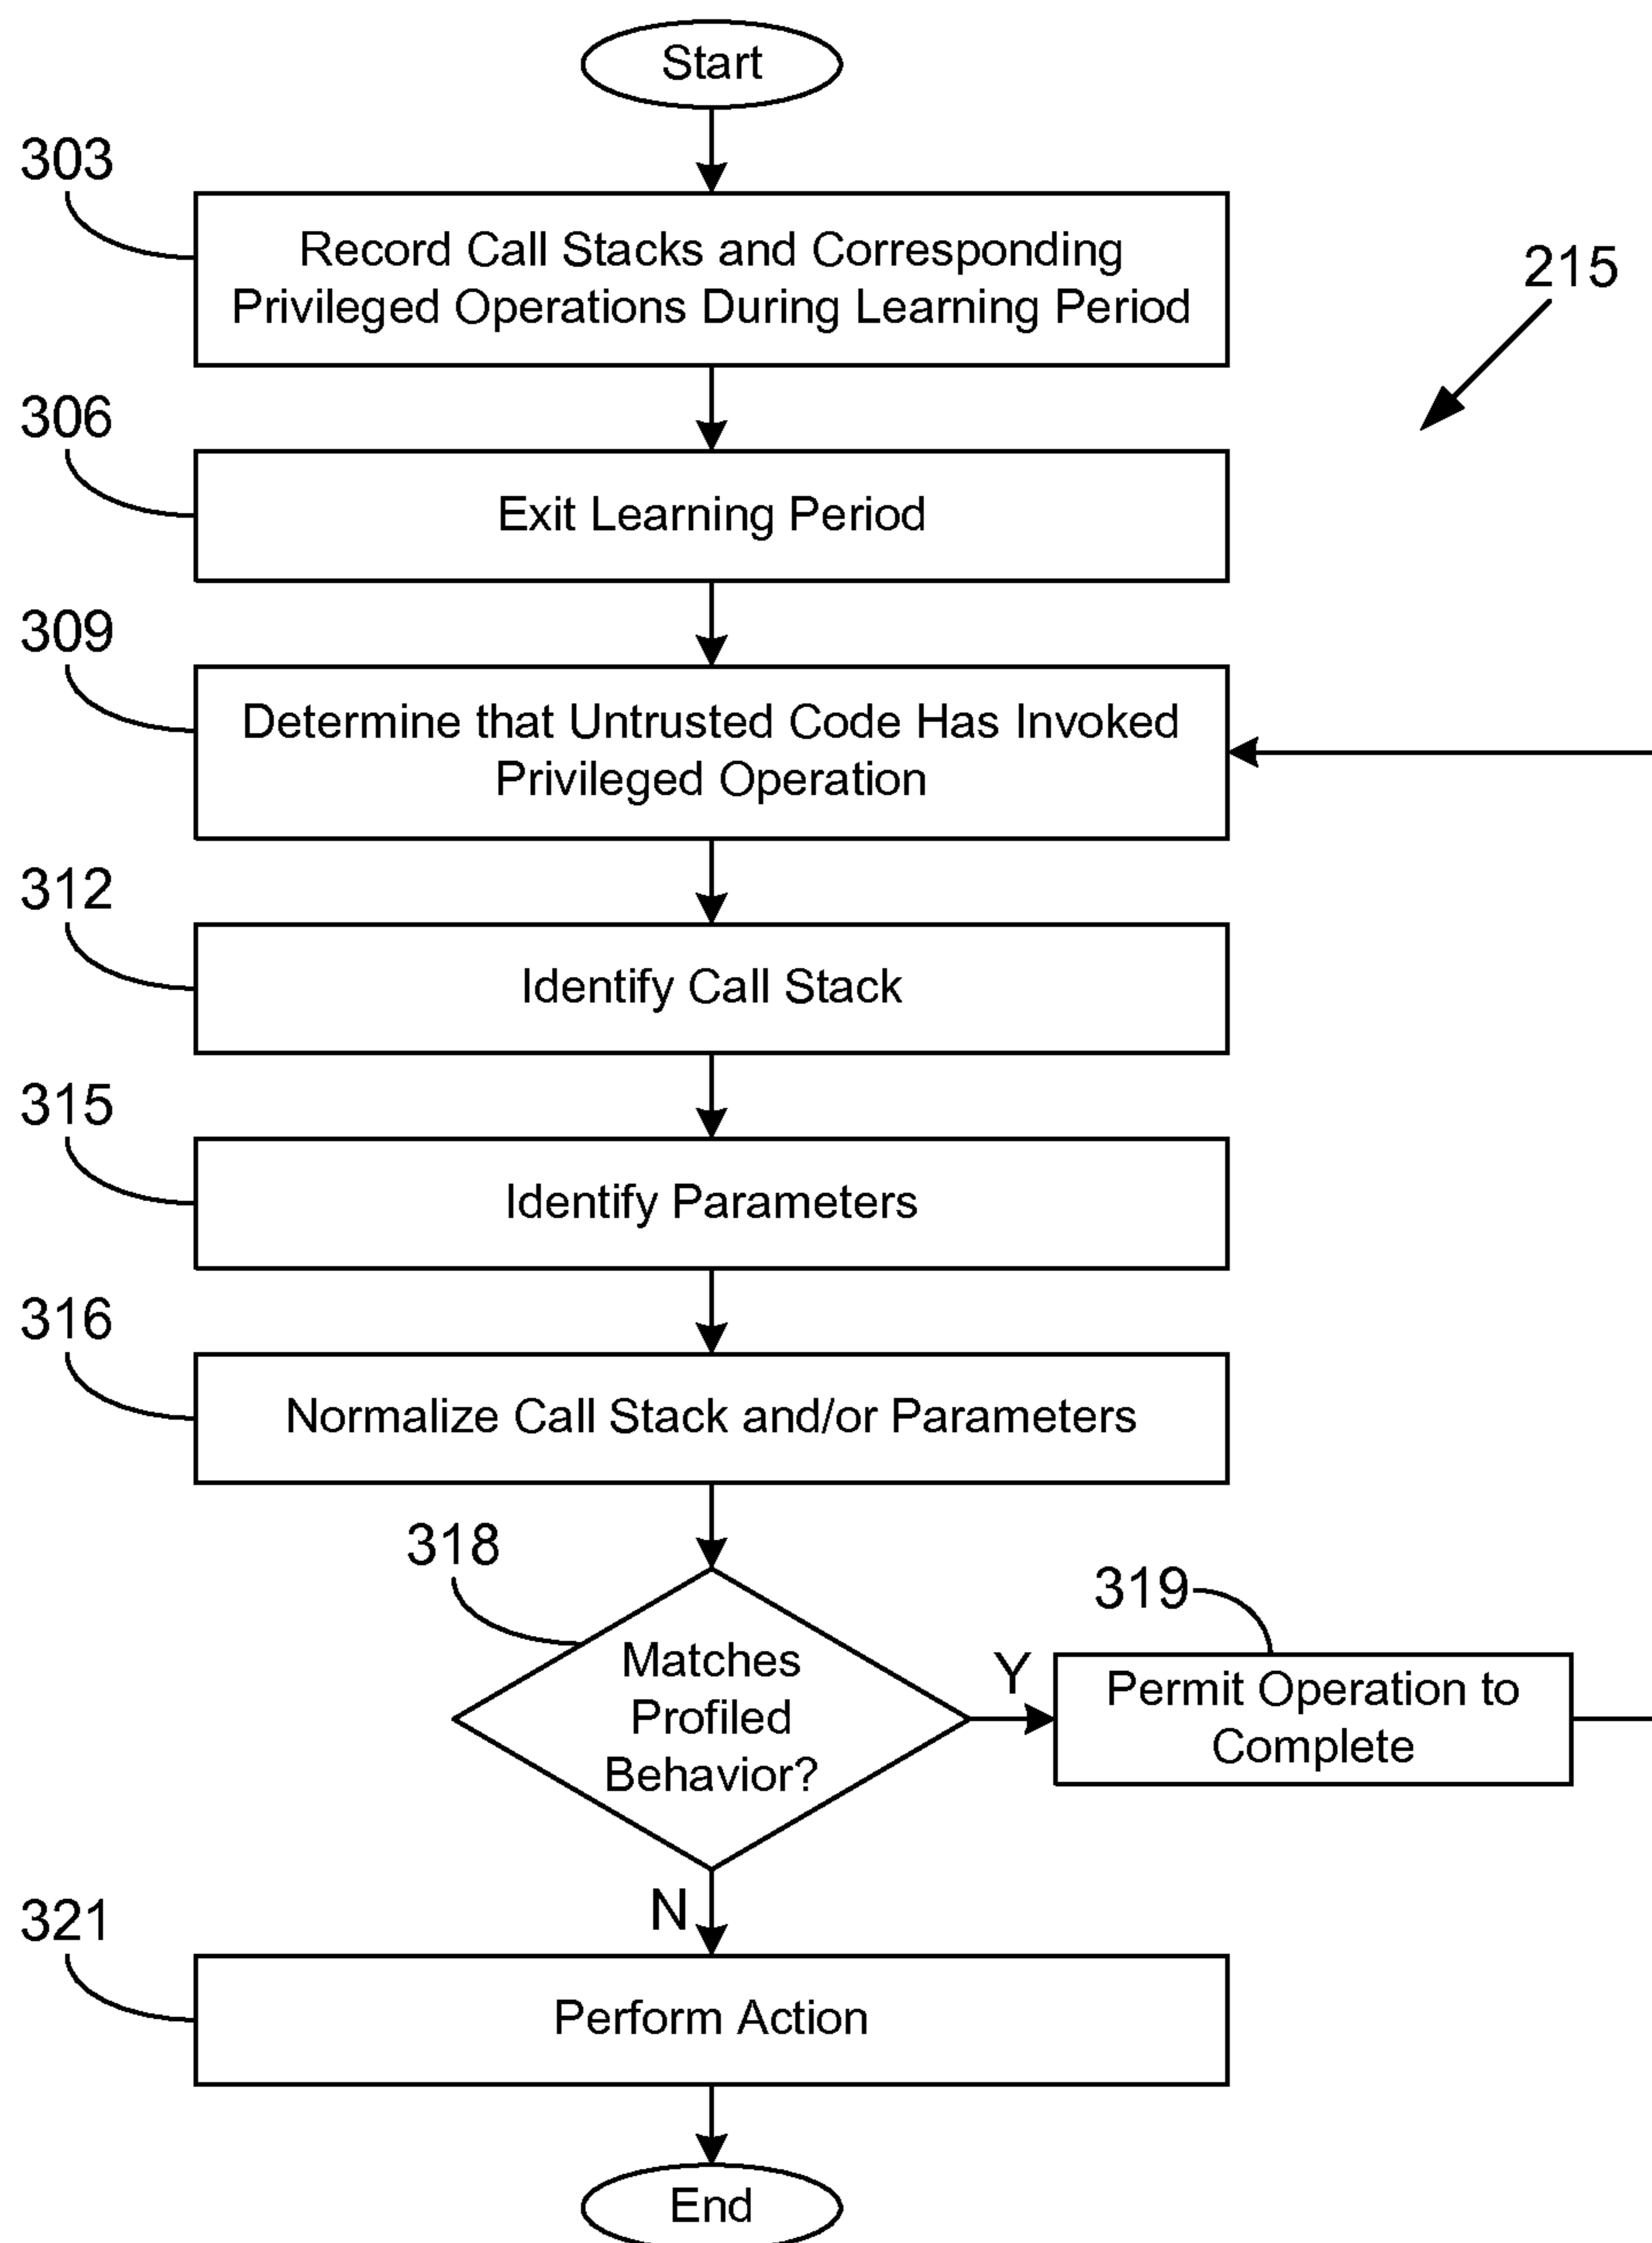 Start
303
Record Call Stacks and Corresponding
Privileged Operations During Learning Period
215
306
Exit Learning Period
309
Determine that Untrusted Code Has Invoked
Privileged Operation
312
Identify Call Stack
315
Identify Parameters
316
Normalize Call Stack and/or Parameters
318
Matches
Profiled
Behavior?
Y
319
Permit Operation to
Complete
N
321
Perform Action
End